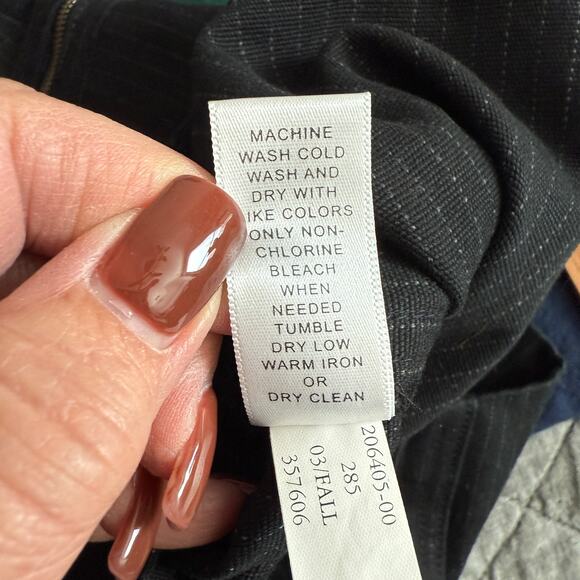 MACHINE
WASH COLD
WASH AND
DRY WITH
IKE COLORS
ONLY NON-
CHLORINE
BLEACH
WHEN
NEEDED
TUMBLE
DRY LOW
WARM IRON
OR
DRY CLEAN
206405-00
285
03/FALL
357606